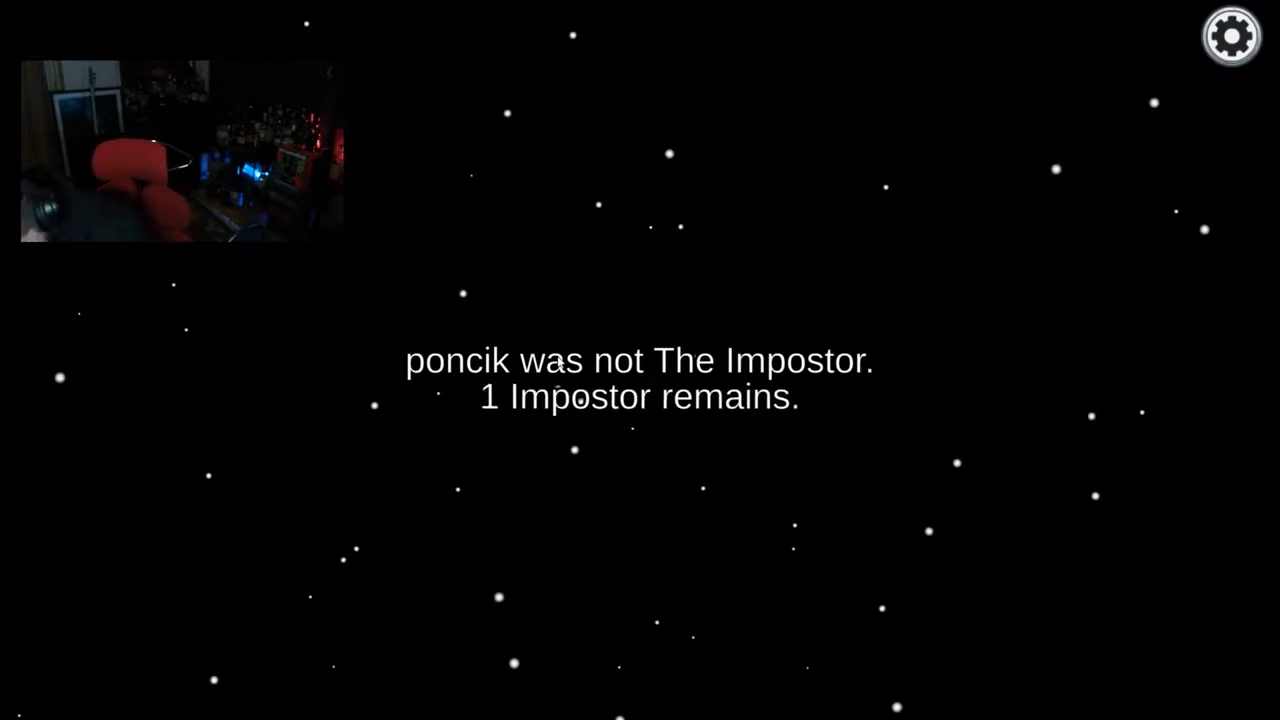 poncik was not The Impostor.
1 Impostor remains.